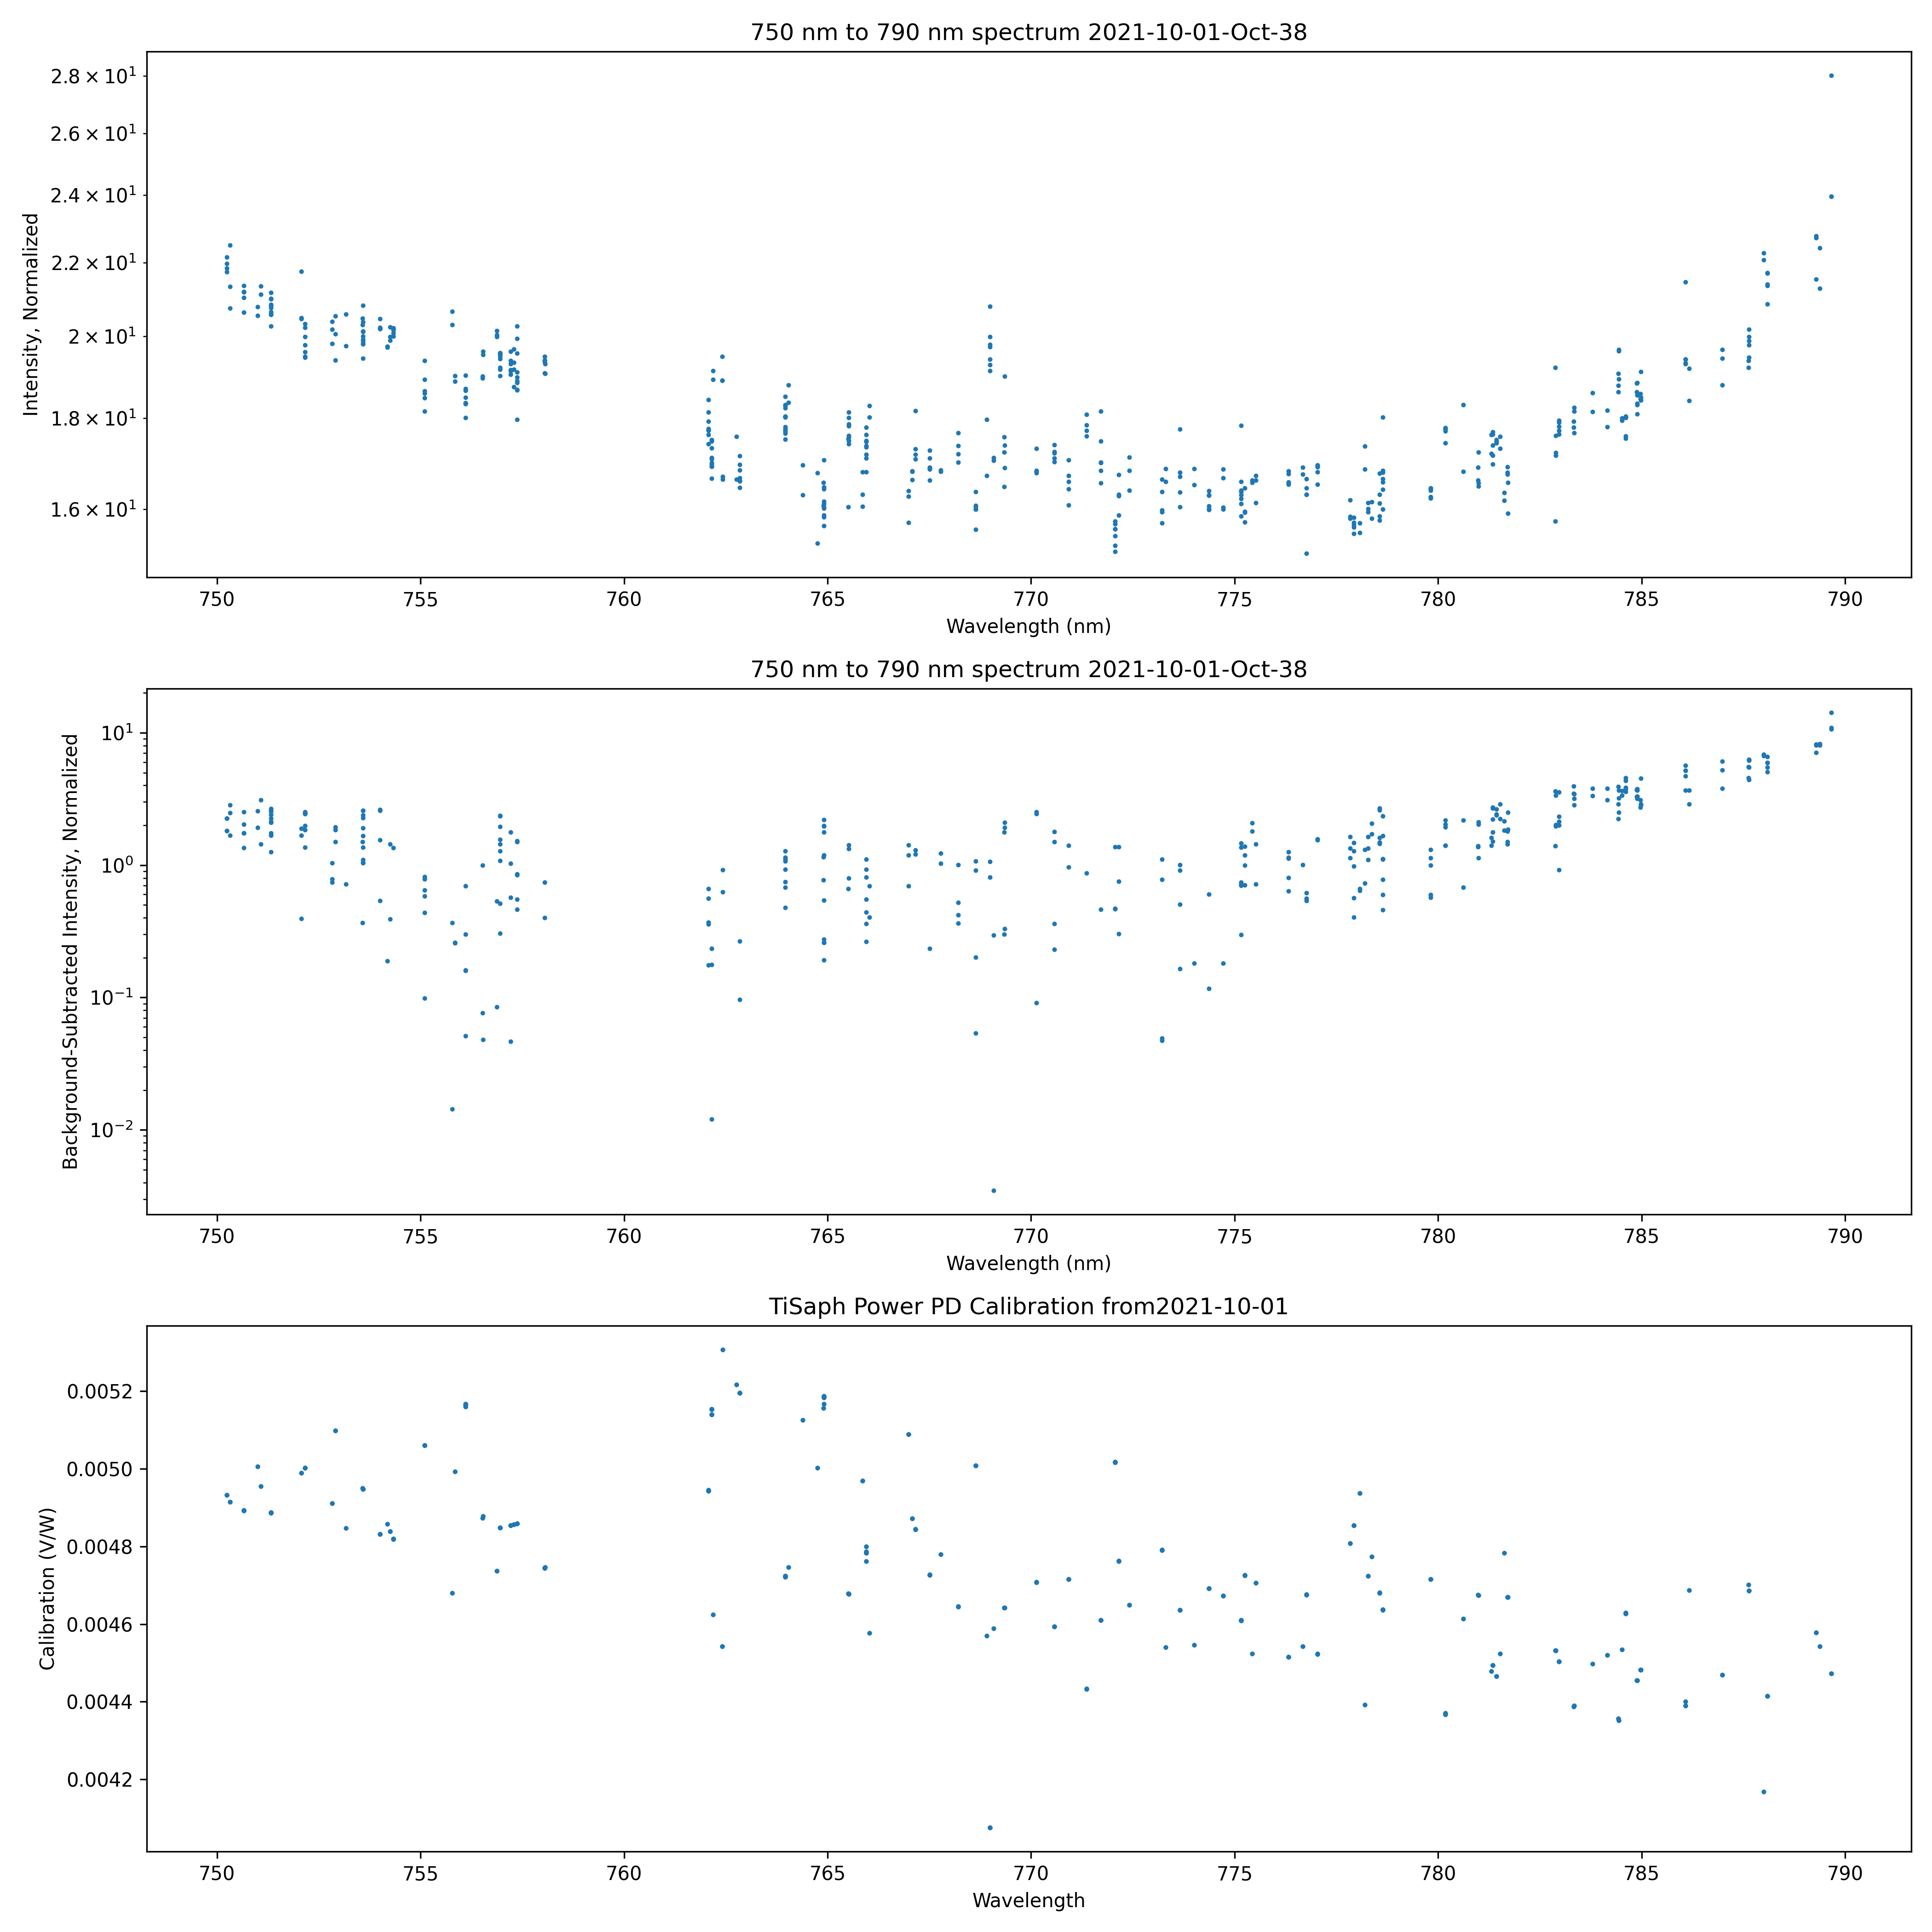 750 nm to 790 nm spectrum 2021-10-01-Oct-38
Intensity, Normalized
2.8 × 10¹
2.6 × 10¹
2.4 × 10¹
2.2 × 10¹
2 × 10¹
1.8 × 10¹
1.6 × 10¹
750 755 760 765 770 775 780 785 790
Wavelength (nm)
750 nm to 790 nm spectrum 2021-10-01-Oct-38
Background-Subtracted Intensity, Normalized
10¹
10⁰
10⁻¹
10⁻²
750 755 760 765 770 775 780 785 790
Wavelength (nm)
TiSaph Power PD Calibration from2021-10-01
Calibration (V/W)
0.0052
0.0050
0.0048
0.0046
0.0044
0.0042
750 755 760 765 770 775 780 785 790
Wavelength